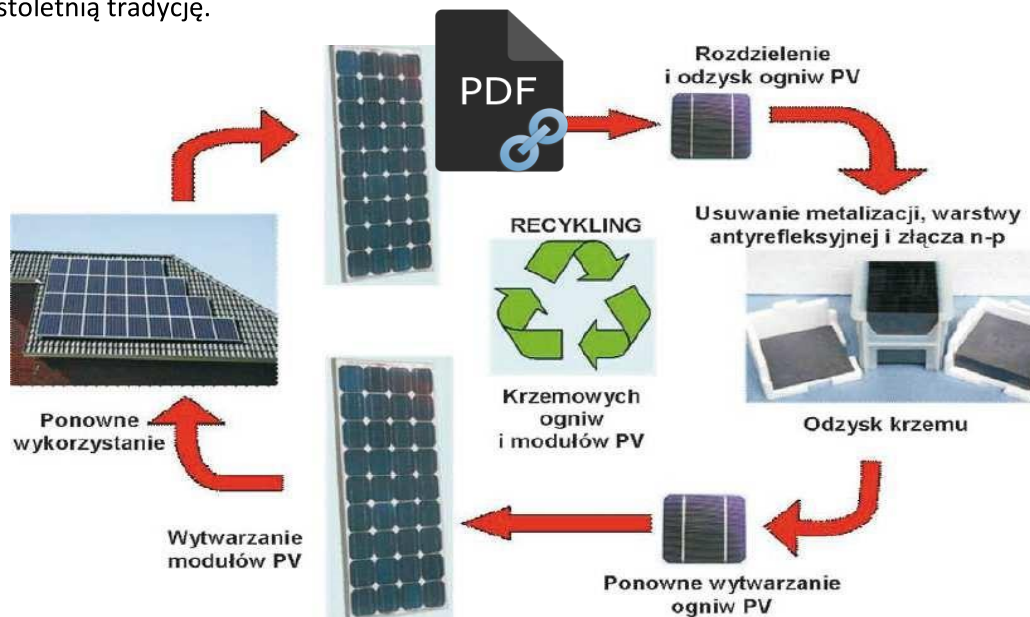 stoletnią tradycję.
PDF
Rozdzielenie
i odzysk ogniw PV
Usuwanie metalizacji, warstwy
antyrefleksyjnej i złącza n-p
RECYKLING
Krzemowych
ogniw
i modułów PV
Odzysk krzemu
Ponowne
wykorzystanie
Wytwarzanie
modułów PV
Ponowne wytwarzanie
ogniw PV